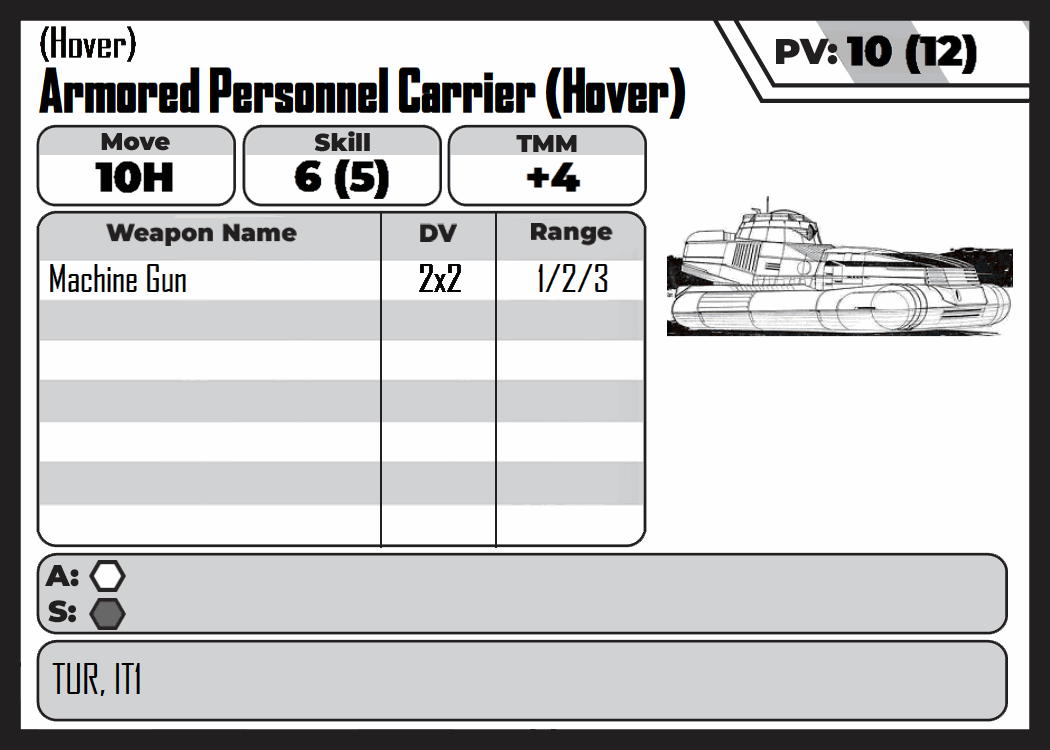 (Hover)
Armored Personnel Carrier (Hover)
PV: 10 (12)
Move Skill TMM
10H 6 (5) +4
Weapon Name DV Range
Machine Gun 2x2 1/2/3
A:
S:
TUR, IT1